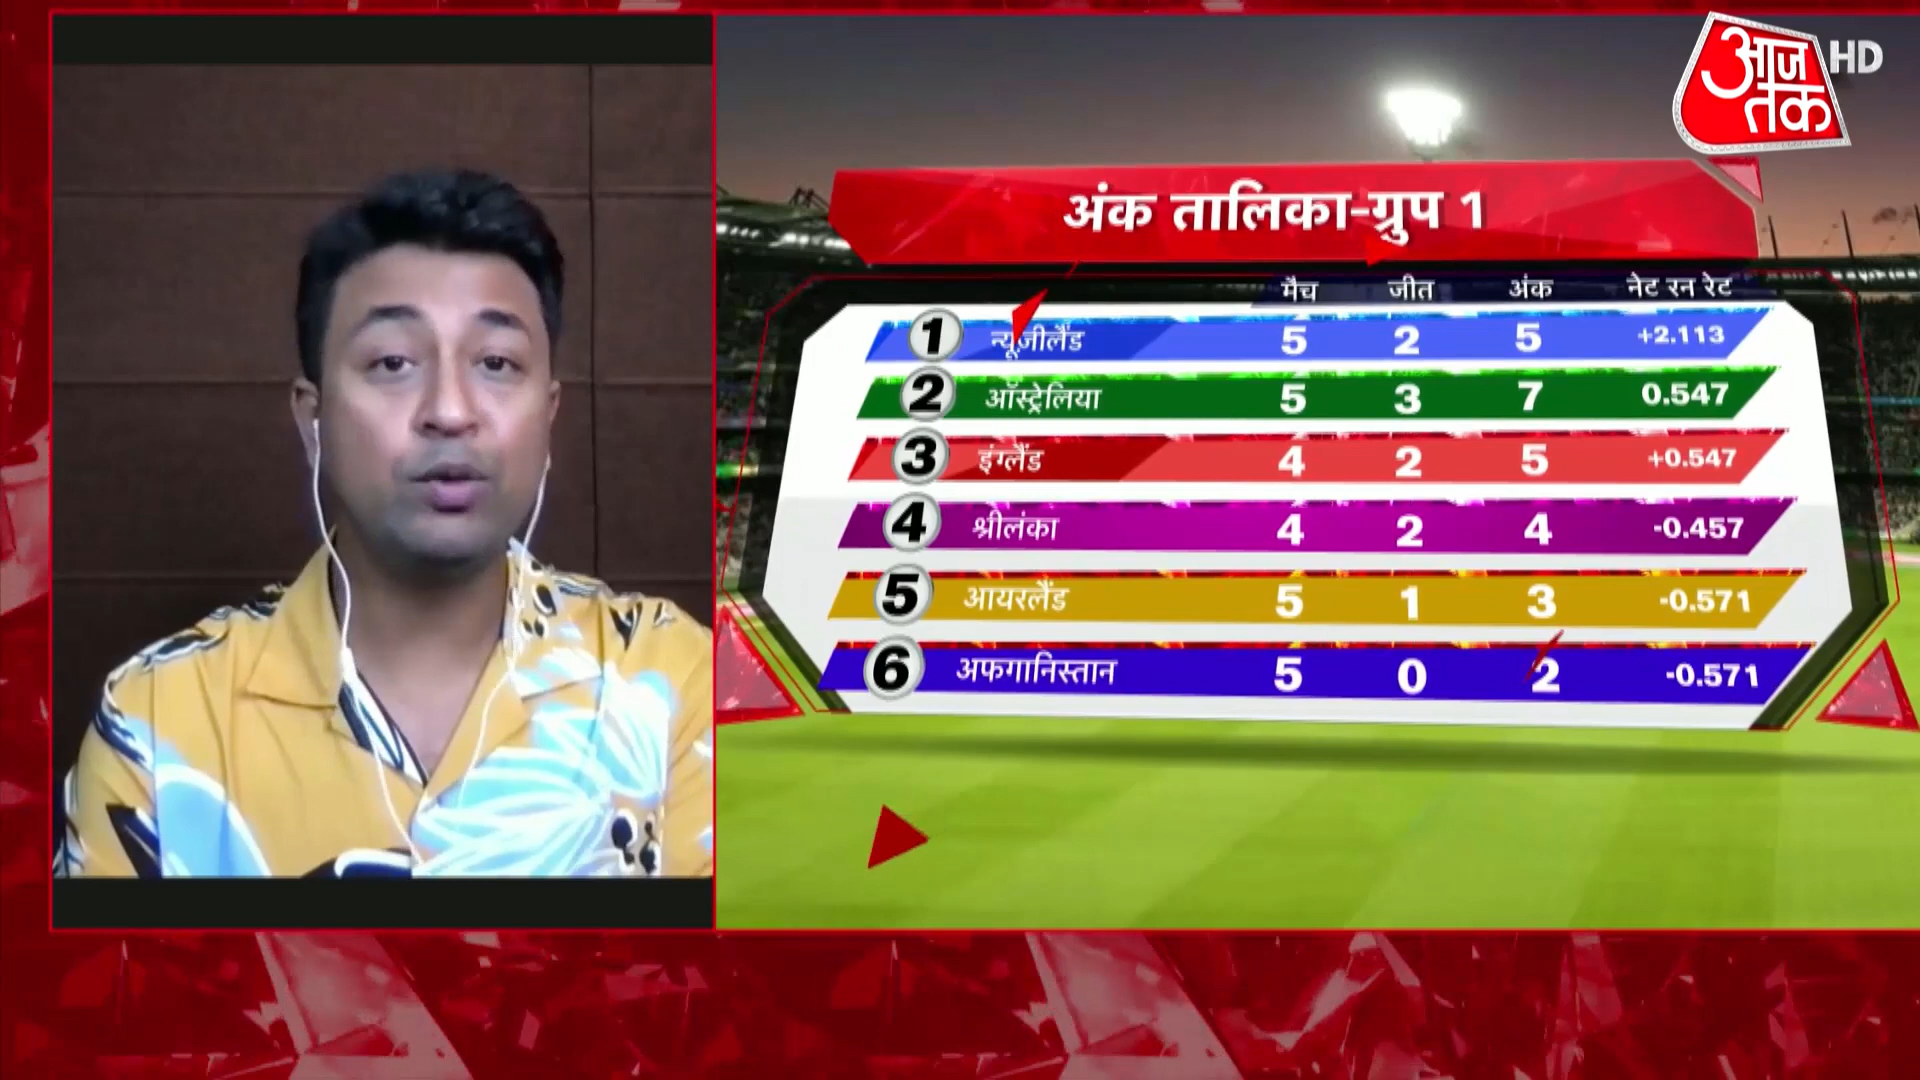 आज तक HD
अंक तालिका-ग्रुप 1
मैच जीत अंक नेट रन रेट
1 न्यूज़ीलैंड 5 2 5 +2.113
2 ऑस्ट्रेलिया 5 3 7 0.547
3 इंग्लैंड 4 2 5 +0.547
4 श्रीलंका 4 2 4 -0.457
5 आयरलैंड 5 1 3 -0.571
6 अफगानिस्तान 5 0 2 -0.571